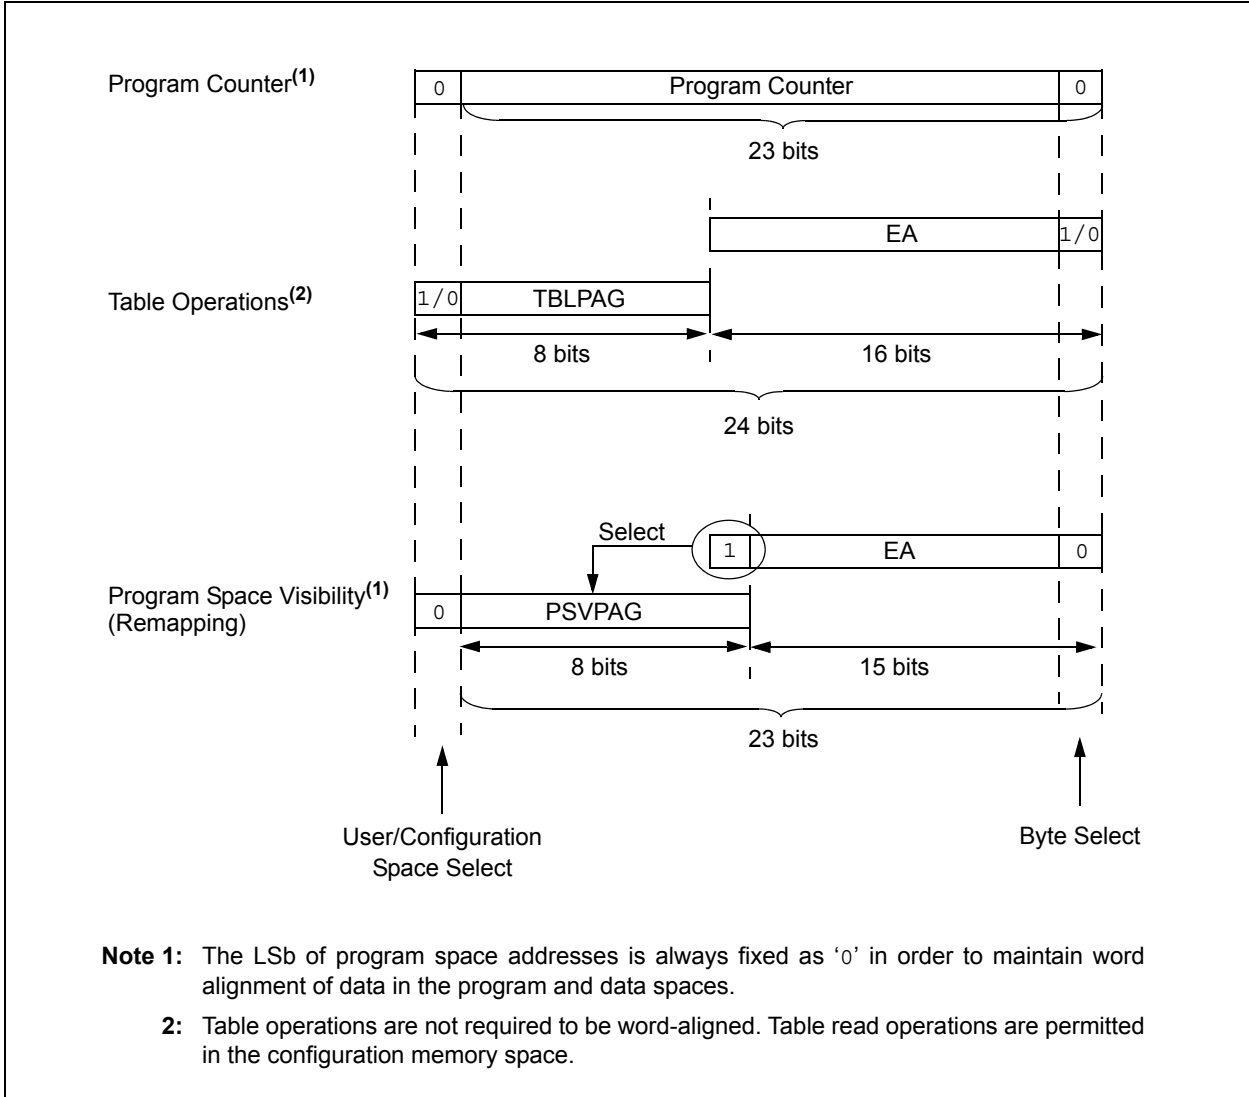 Program Counter(1)
0 Program Counter 0
23 bits
EA 1/0
Table Operations(2)
1/0 TBLPAG
8 bits 16 bits
24 bits
Select
1 EA 0
Program Space Visibility(1)
(Remapping)
0 PSVPAG
8 bits 15 bits
23 bits
User/Configuration
Space Select
Byte Select
Note 1: The LSb of program space addresses is always fixed as ‘0’ in order to maintain word
alignment of data in the program and data spaces.
2: Table operations are not required to be word-aligned. Table read operations are permitted
in the configuration memory space.